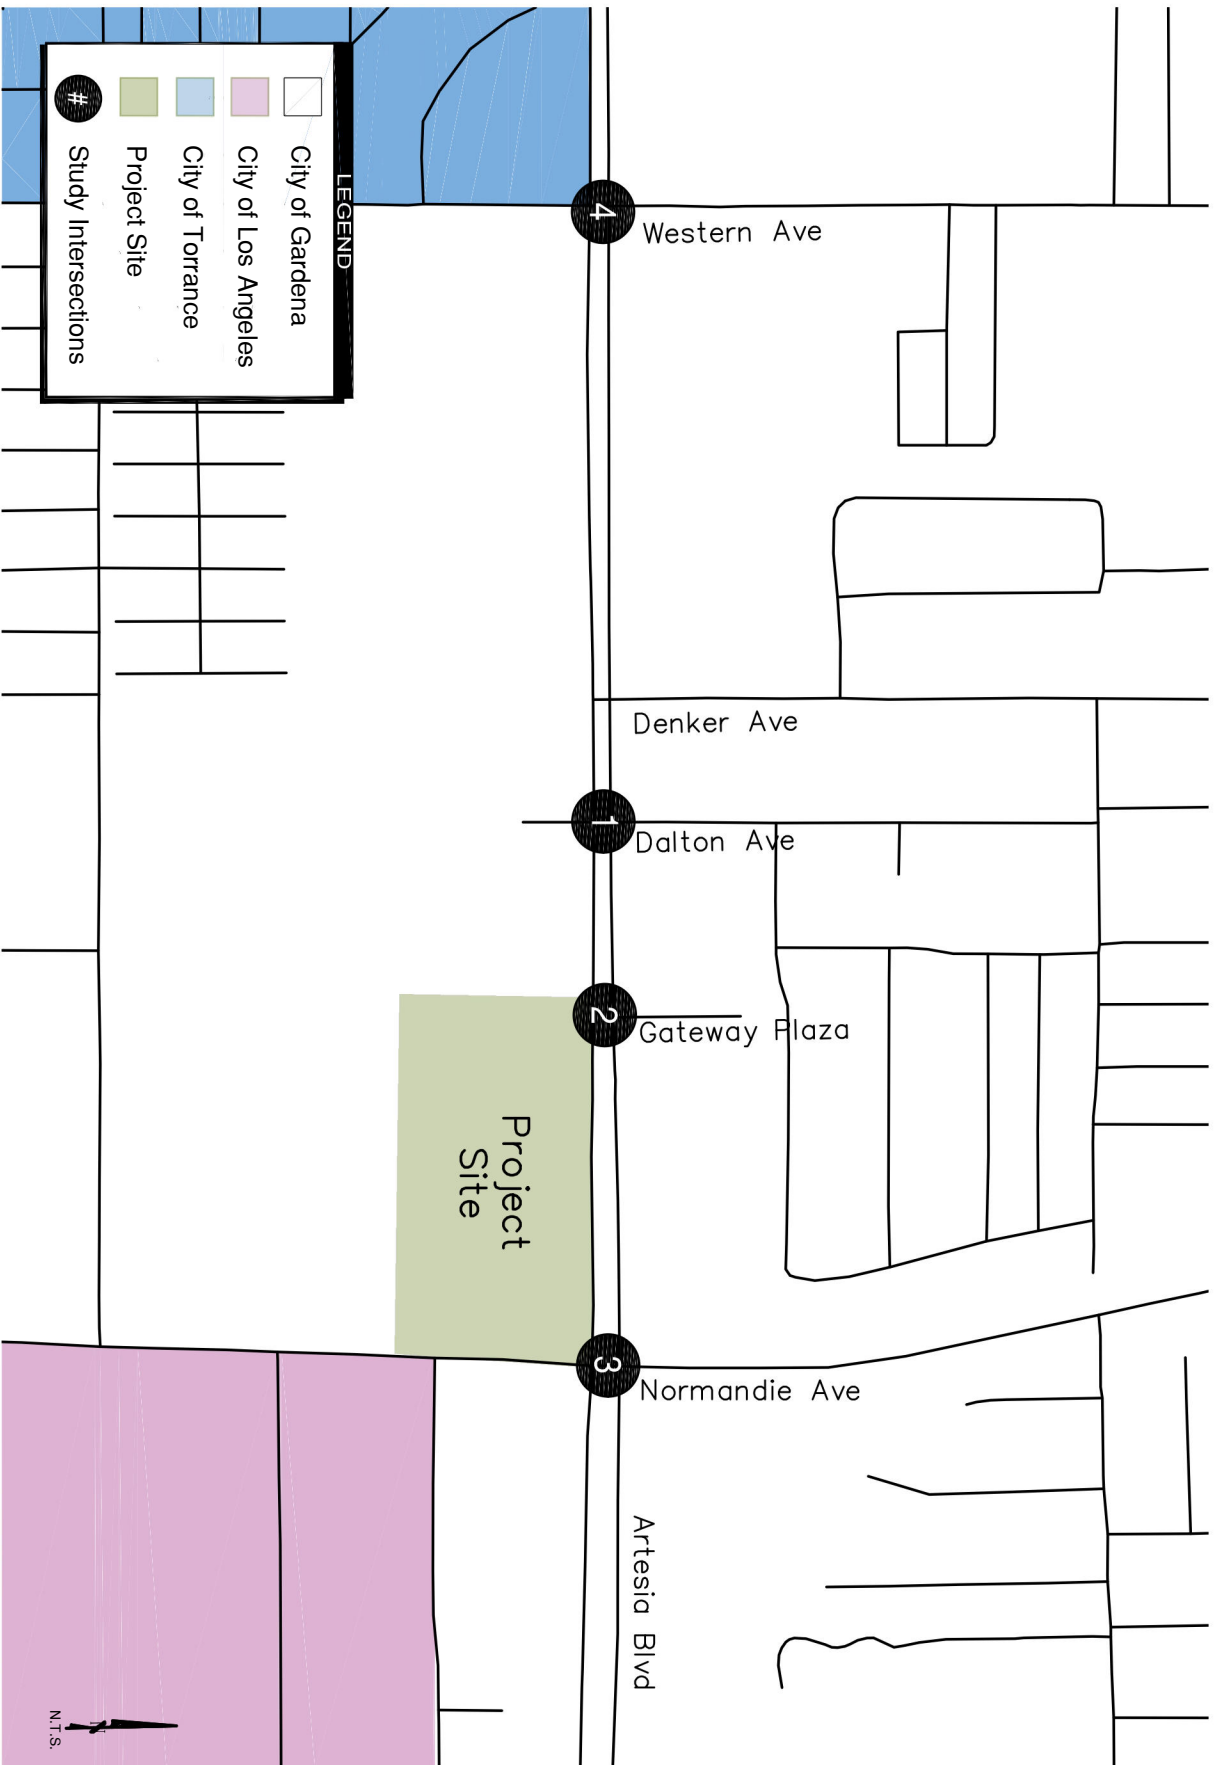 LEGEND
City of Gardena
City of Los Angeles
City of Torrance
Project Site
# Study Intersections
4
Western Ave
Denker Ave
1
Dalton Ave
2
Gateway Plaza
Project
Site
3
Normandie Ave
Artesia Blvd
N
N.T.S.